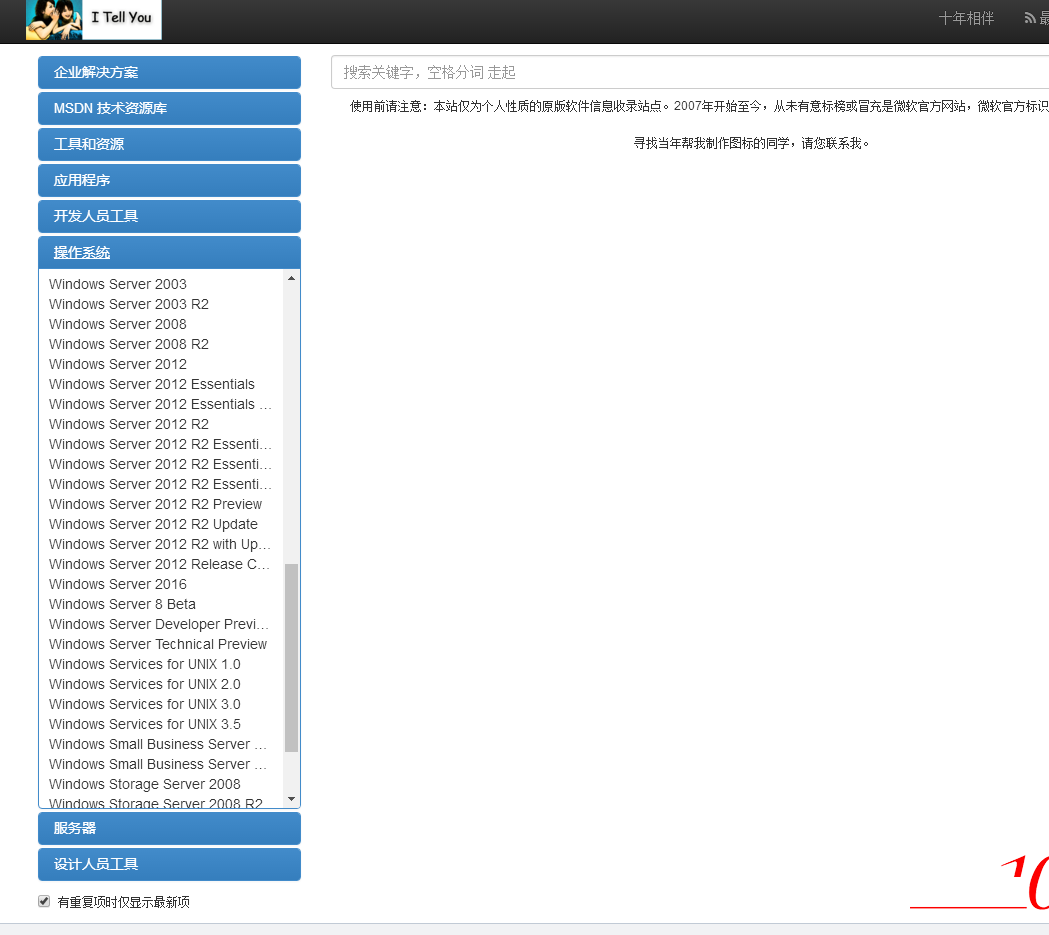 I Tell You
十年相伴
最
企业解决方案
MSDN 技术资源库
工具和资源
应用程序
开发人员工具
操作系统
Windows Server 2003
Windows Server 2003 R2
Windows Server 2008
Windows Server 2008 R2
Windows Server 2012
Windows Server 2012 Essentials
Windows Server 2012 Essentials ...
Windows Server 2012 R2
Windows Server 2012 R2 Essenti...
Windows Server 2012 R2 Essenti...
Windows Server 2012 R2 Essenti...
Windows Server 2012 R2 Preview
Windows Server 2012 R2 Update
Windows Server 2012 R2 with Up...
Windows Server 2012 Release C...
Windows Server 2016
Windows Server 8 Beta
Windows Server Developer Previ...
Windows Server Technical Preview
Windows Services for UNIX 1.0
Windows Services for UNIX 2.0
Windows Services for UNIX 3.0
Windows Services for UNIX 3.5
Windows Small Business Server ...
Windows Small Business Server ...
Windows Storage Server 2008
Windows Storage Server 2008 R2
服务器
设计人员工具
有重复项时仅显示最新项
搜索关键字，空格分词 走起
使用前请注意：本站仅为个人性质的原版软件信息收录站点。2007年开始至今，从未有意标榜或冒充是微软官方网站，微软官方标识
寻找当年帮我制作图标的同学，请您联系我。
10